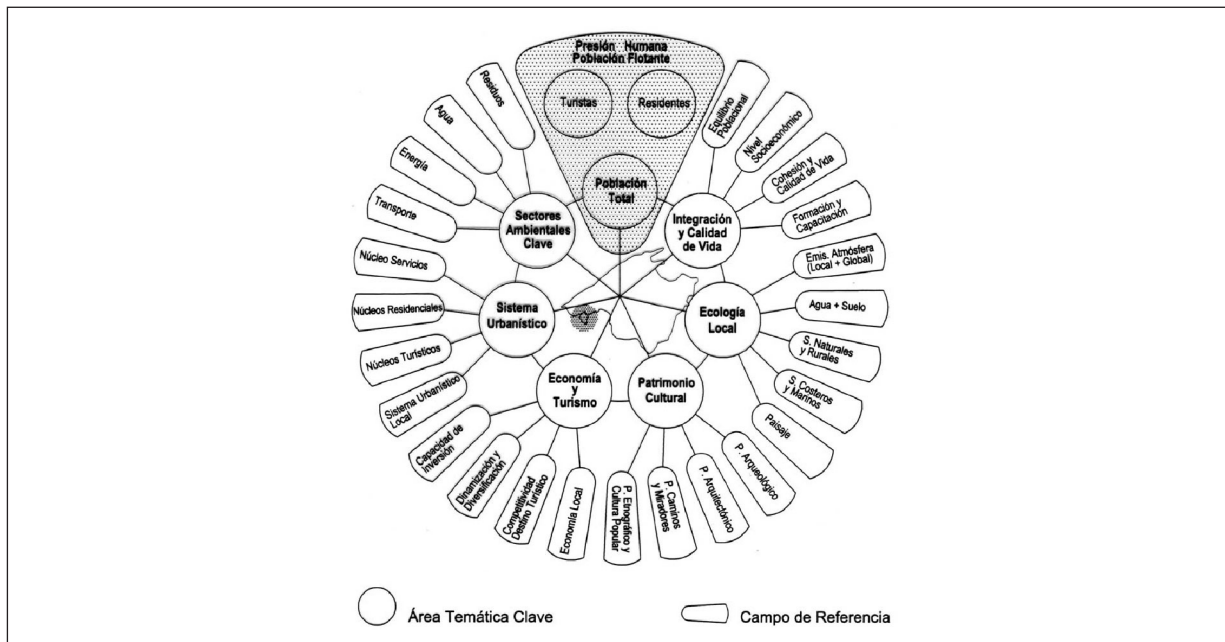 Presión Humana
Población Flotante
Turistas
Residentes
Población
Total
Equilibrio
Poblacional
Nivel
Socioeconómico
Cohesión y
Calidad de Vida
Formación y
Capacitación
Integración
y Calidad
de Vida
Emis. Atmósfera
(Local + Global)
Agua + Suelo
S. Naturales
y Rurales
S. Costeros
y Marinos
Paisaje
Ecología
Local
P. Arqueológico
P. Arquitectónico
P. Caminos
y Miradores
P. Etnográfico y
Cultura Popular
Patrimonio
Cultural
Economía Local
Competitividad
Destino Turístico
Dinamización y
Diversificación
Capacidad de
Inversión
Economía
y
Turismo
Sistema Urbanístico
Local
Núcleos Turísticos
Núcleos Residenciales
Núcleo Servicios
Sistema
Urbanístico
Transporte
Energía
Agua
Residuos
Sectores
Ambientales
Clave
Área Temática Clave
Campo de Referencia